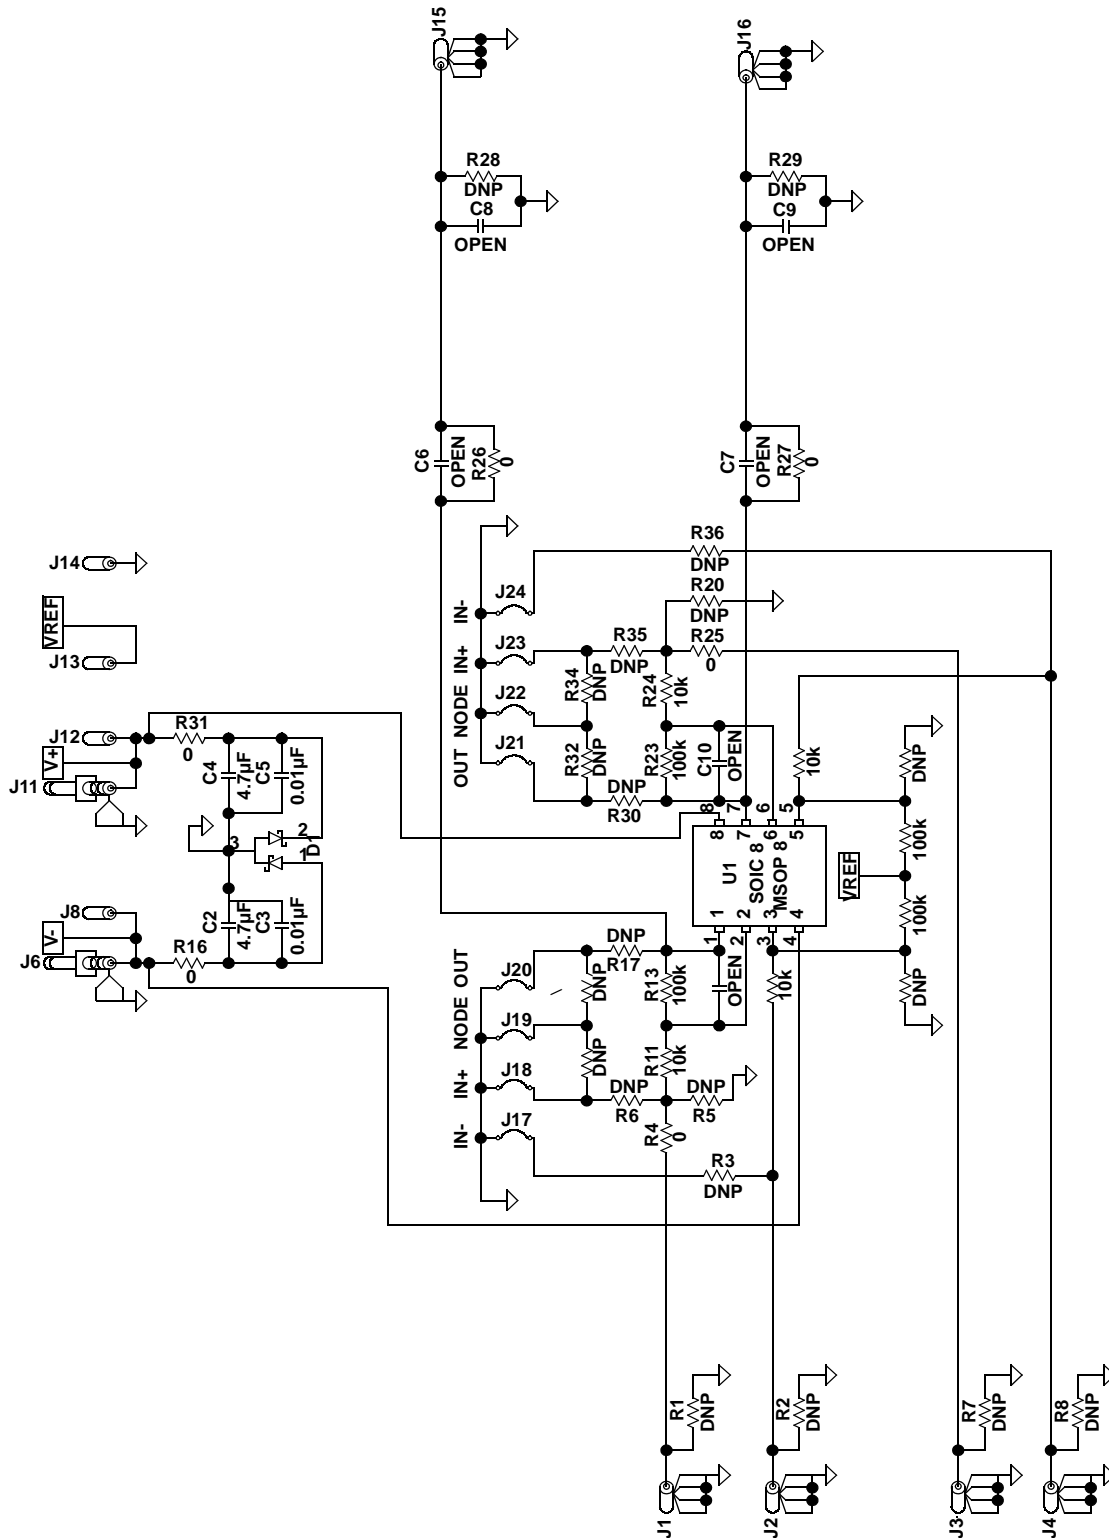 J15
J16
R28
DNP
C8
OPEN
R29
DNP
C9
OPEN
C6
OPEN
R26
0
C7
OPEN
R27
0
J14
VREF
J13
J12
V+
J11
R31
0
C4
4.7µF
C5
0.01µF
3
2
1
D1
J8
V-
J6
R16
0
C2
4.7µF
C3
0.01µF
IN-
IN+
NODE
OUT
J24
J23
J22
J21
R36
DNP
R20
DNP
R25
0
R35
DNP
R34
DNP
R24
10k
R32
DNP
R23
100k
C10
OPEN
DNP
R30
10k
DNP
100k
VREF
100k
DNP
8
7
6
5
8 7 6 5
U1
SOIC 8
MSOP 8
1 2 3 4
1
2
3
4
OUT
NODE
IN+
IN-
J20
J19
J18
J17
DNP
R17
DNP
R13
100k
OPEN
10k
DNP
R11
10k
DNP
R6
DNP
R5
R4
0
R3
DNP
R1
DNP
R2
DNP
R7
DNP
R8
DNP
J1
J2
J3
J4